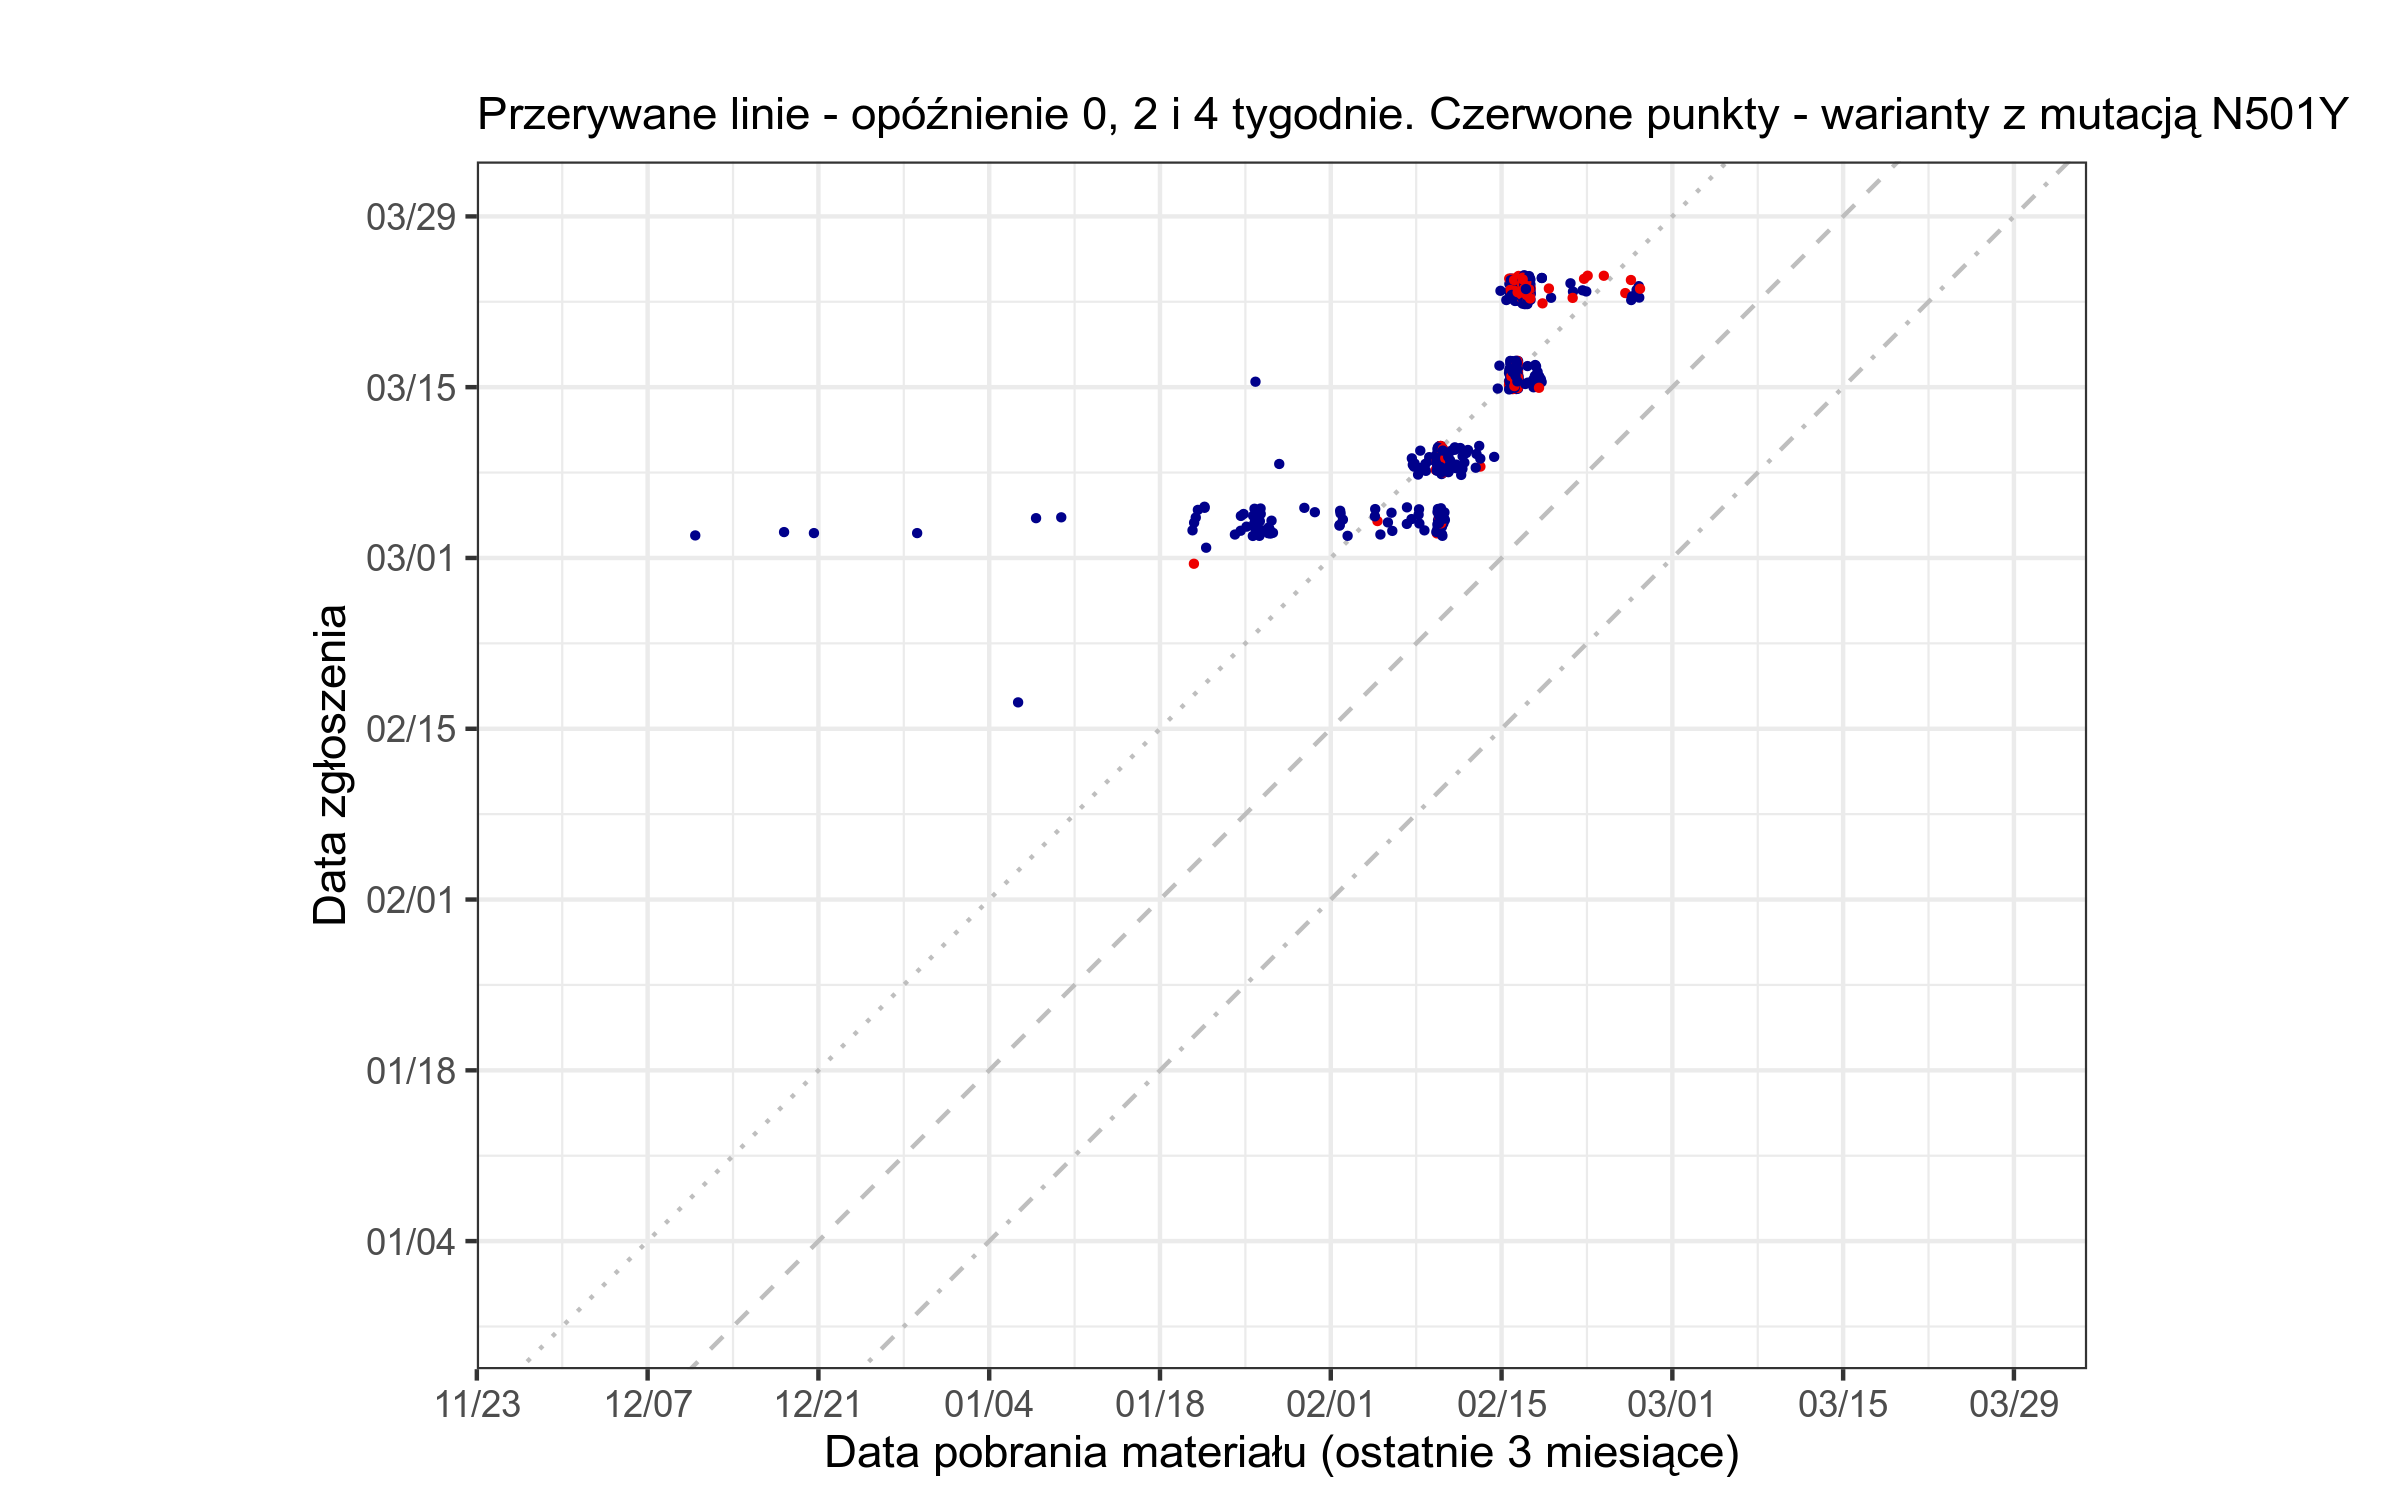 Przerywane linie - opóźnienie 0, 2 i 4 tygodnie. Czerwone punkty - warianty z mutacją N501Y
Data zgłoszenia
03/29
03/15
03/01
02/15
02/01
01/18
01/04
11/23 12/07 12/21 01/04 01/18 02/01 02/15 03/01 03/15 03/29
Data pobrania materiału (ostatnie 3 miesiące)